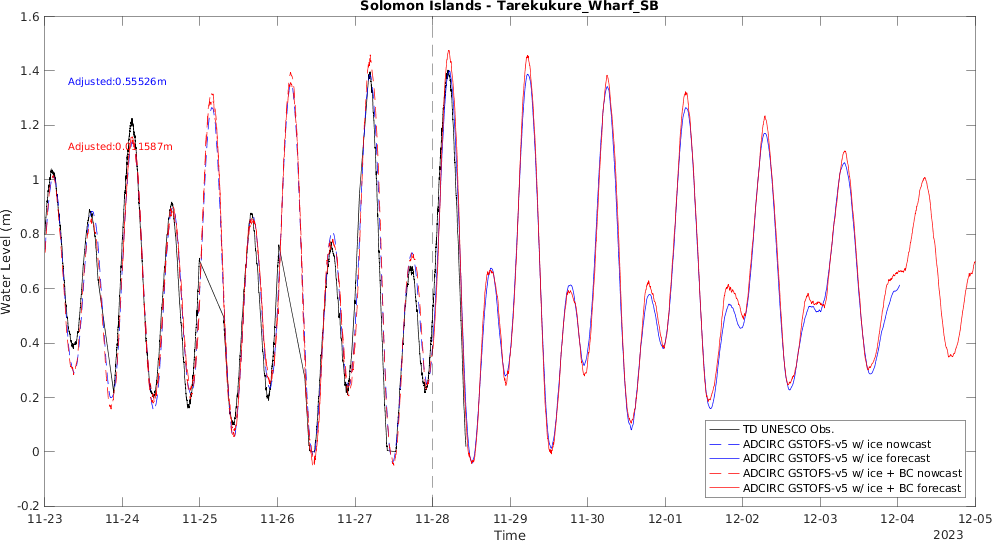 Solomon Islands - Tarekukure_Wharf_SB
1.6
1.4
1.2
1
0.8
0.6
0.4
0.2
0
-0.2
Water Level (m)
Adjusted:0.55526m
TD UNESCO Obs.
ADCIRC GSTOFS-v5 w/ ice nowcast
ADCIRC GSTOFS-v5 w/ ice forecast
ADCIRC GSTOFS-v5 w/ ice + BC nowcast
ADCIRC GSTOFS-v5 w/ ice + BC forecast
11-23 11-24 11-25 11-26 11-27 11-28 11-29 11-30 12-01 12-02 12-03 12-04 12-05
Time
2023